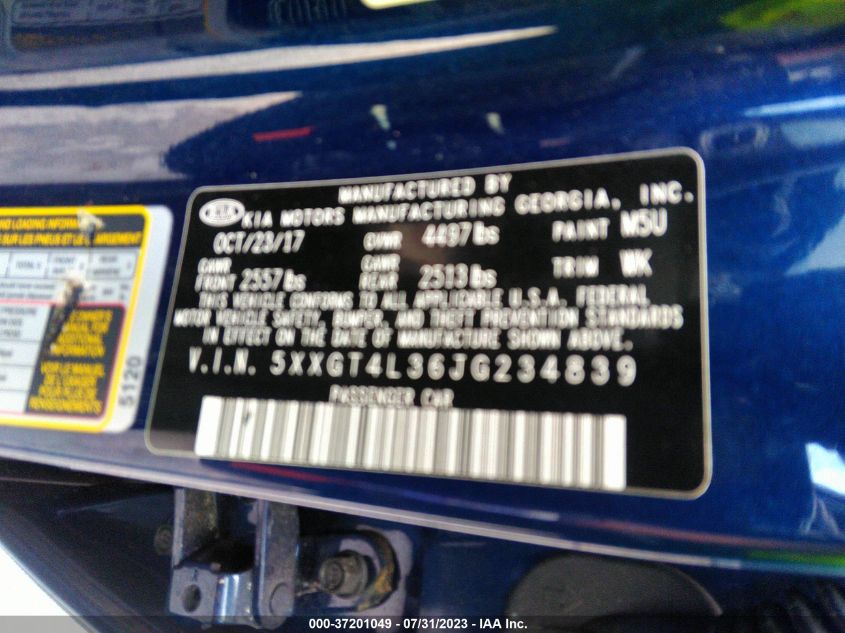 MANUFACTURED BY
KIA KIA MOTORS MANUFACTURING GEORGIA, INC.
OCT/23/17 GVWR 4497 lbs PAINT M5U
GAWR FRONT 2557 lbs GAWR REAR 2513 lbs TRIM WK
THIS VEHICLE CONFORMS TO ALL APPLICABLE U.S.A. FEDERAL
MOTOR VEHICLE SAFETY, BUMPER, AND THEFT PREVENTION STANDARDS
IN EFFECT ON THE DATE OF MANUFACTURE SHOWN ABOVE.
V.I.N. 5XXGT4L36JG234839
PASSENGER CAR
5120
000-37201049 / 07/31/2023 - IAA Inc.